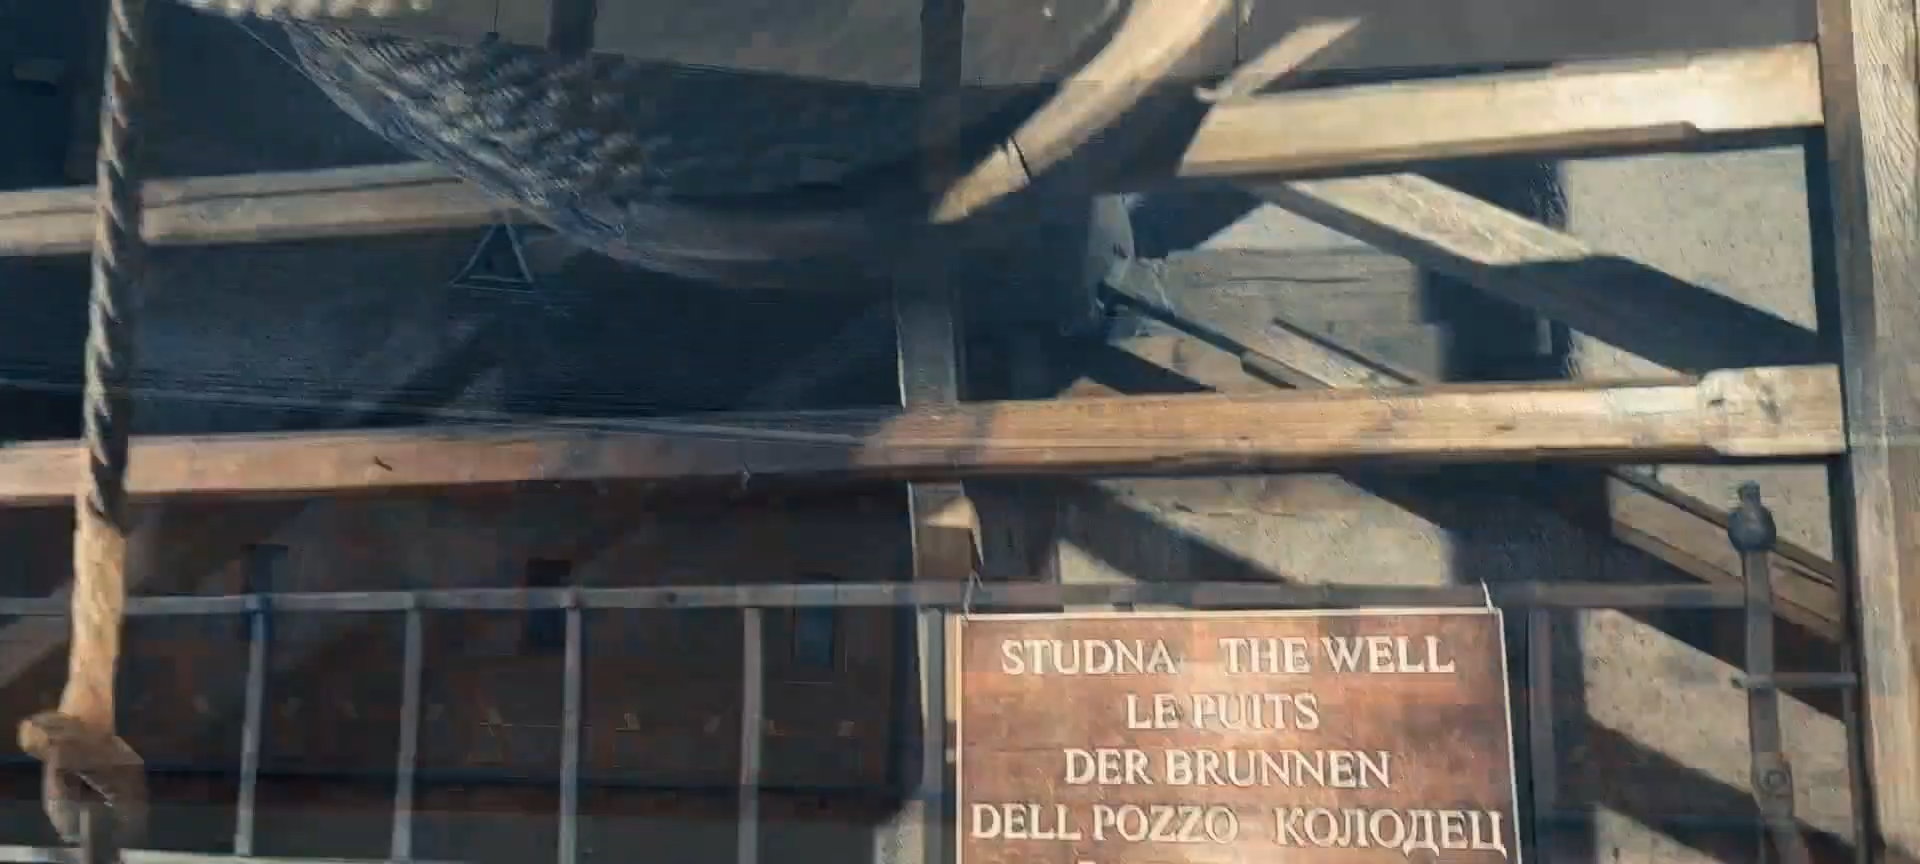 STUDNA THE WELL
LE PUITS
DER BRUNNEN
DELL POZZO КОЛОДЕЦ